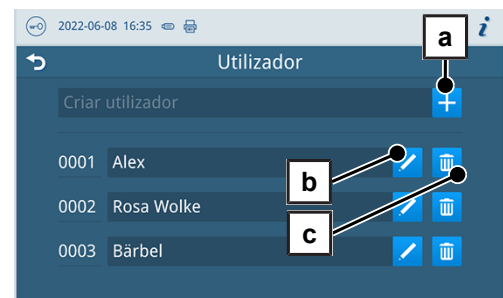 2022-06-08 16:35
a
i
Utilizador
Criar utilizador
0001 Alex
b
0002 Rosa Wolke
c
0003 Bärbel